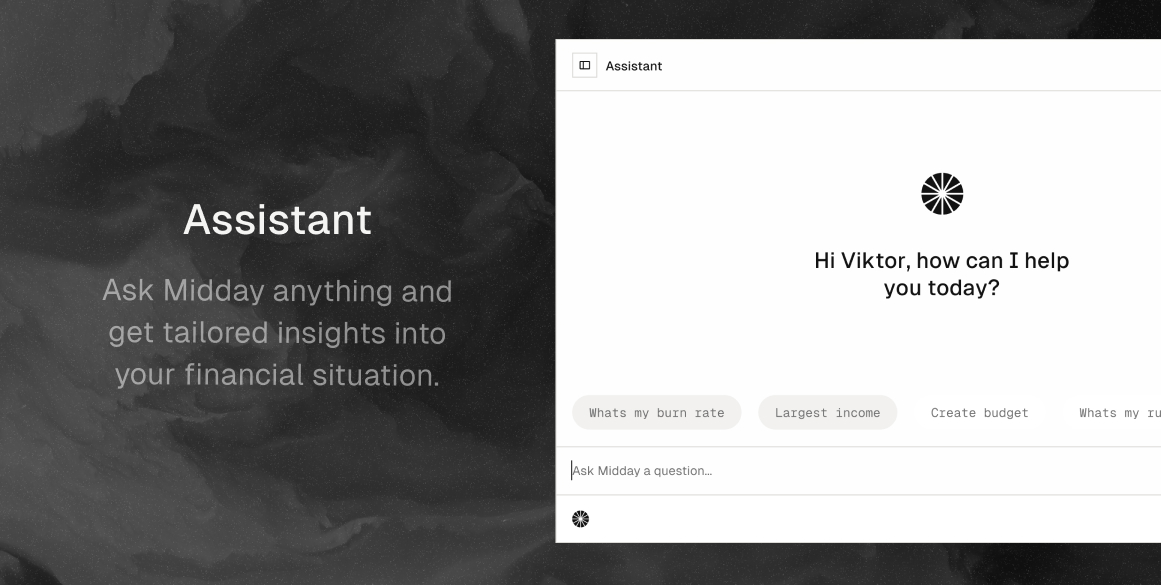 Assistant
Ask Midday anything and
get tailored insights into
your financial situation.
Assistant
Hi Viktor, how can I help
you today?
Whats my burn rate
Largest income
Create budget
Whats my ru
Ask Midday a question...